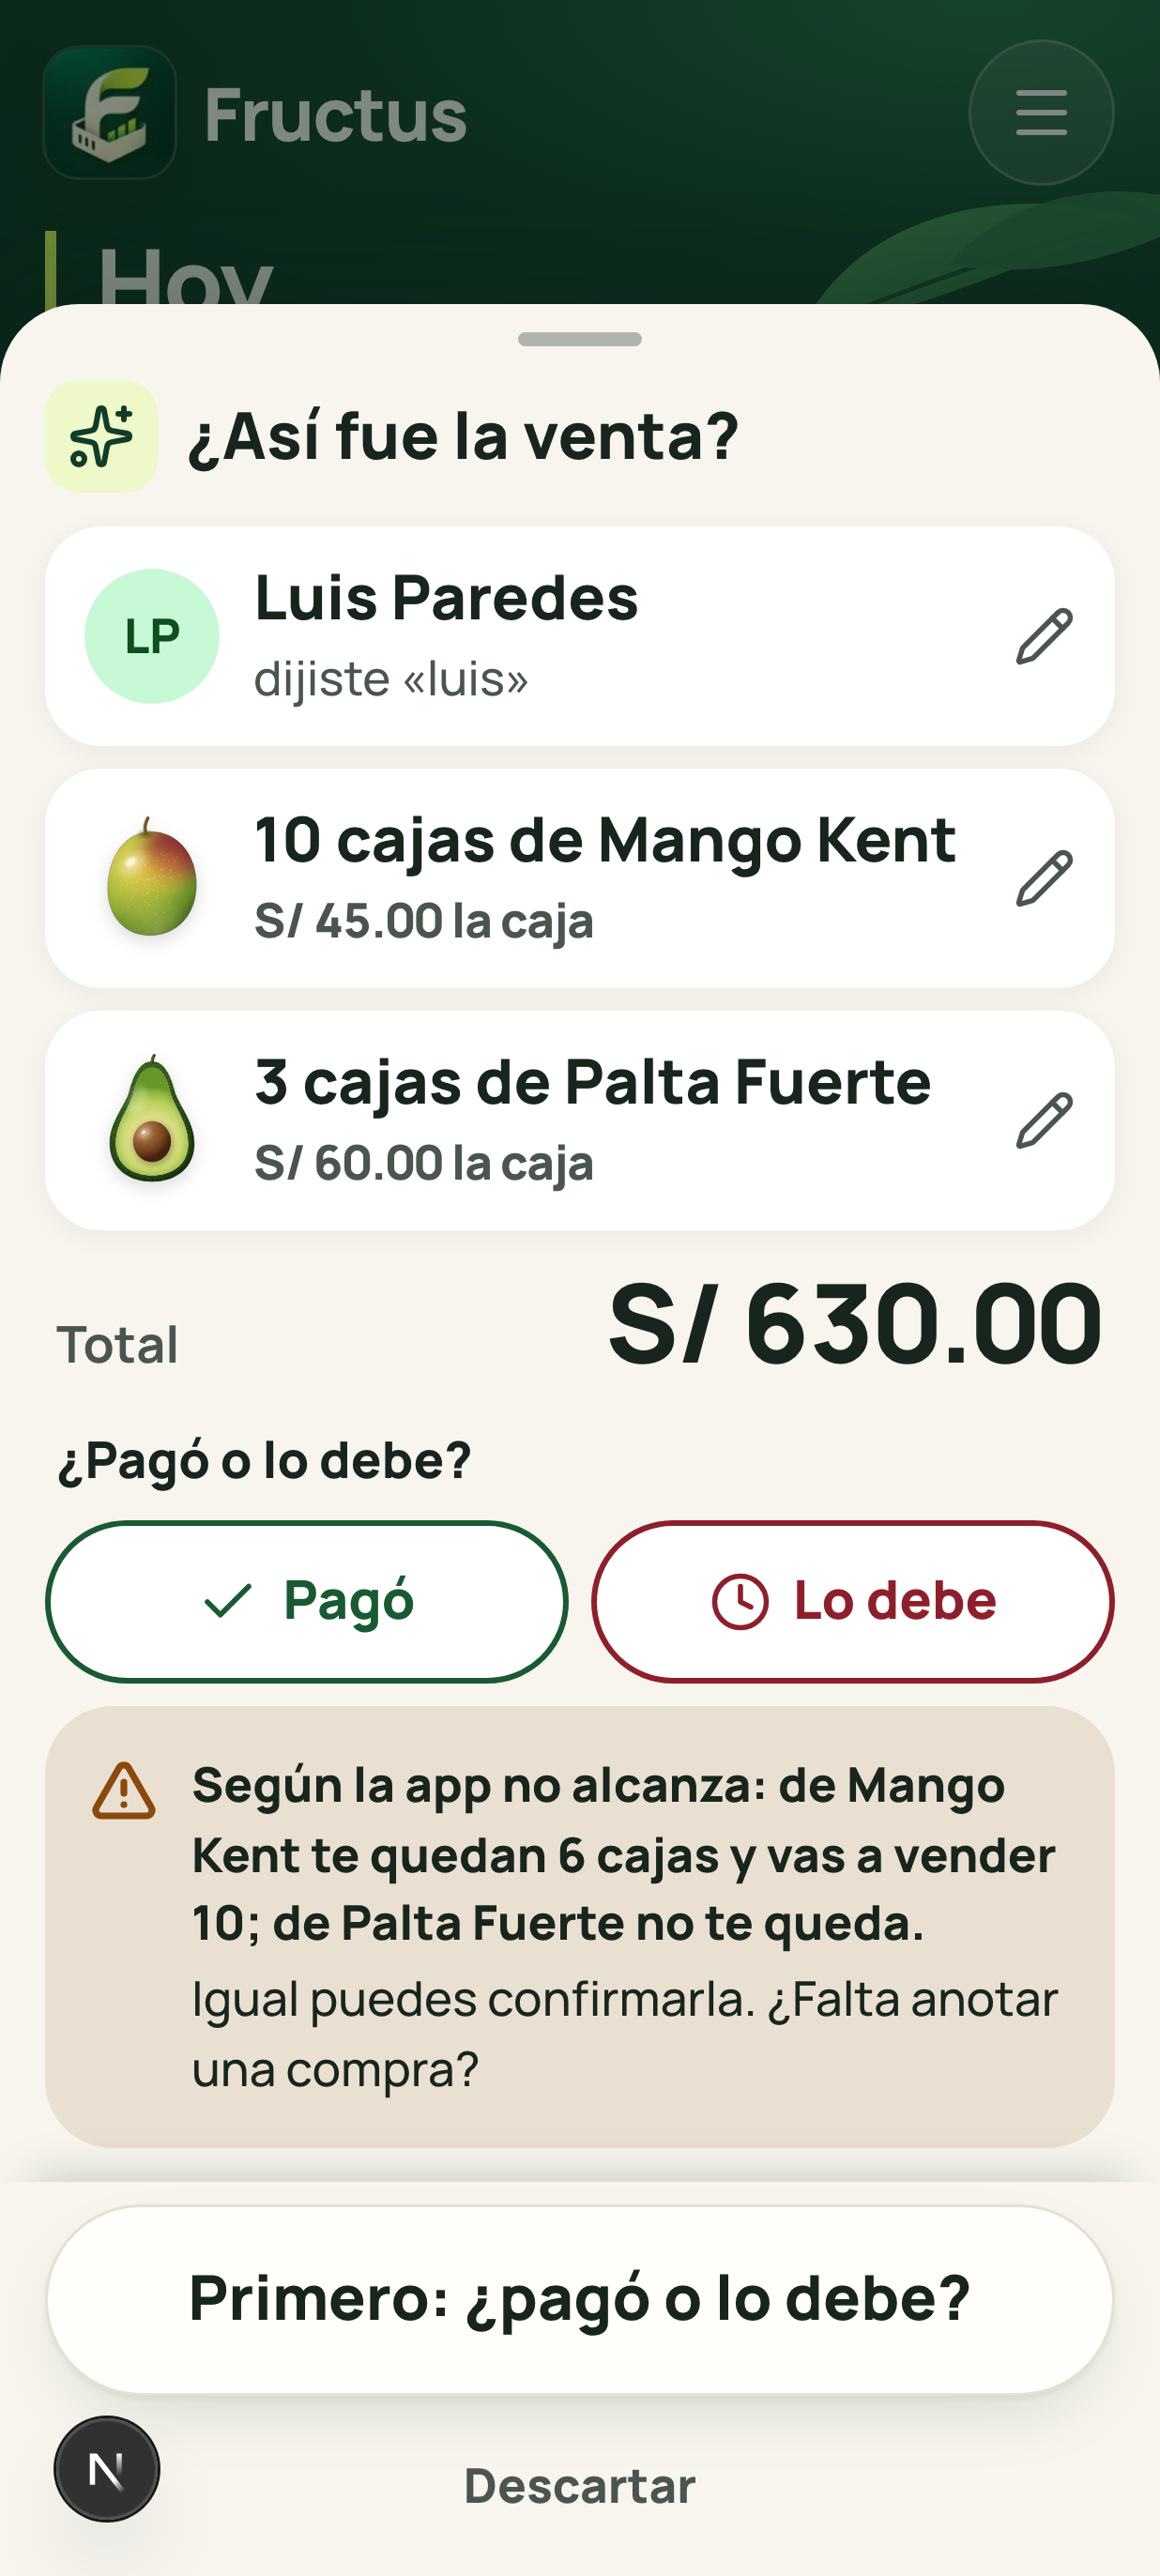 Fructus
Hoy
¿Así fue la venta?
LP
Luis Paredes
dijiste «luis»
10 cajas de Mango Kent
S/ 45.00 la caja
3 cajas de Palta Fuerte
S/ 60.00 la caja
Total
S/ 630.00
¿Pagó o lo debe?
Pagó
Lo debe
Según la app no alcanza: de Mango
Kent te quedan 6 cajas y vas a vender
10; de Palta Fuerte no te queda.
Igual puedes confirmarla. ¿Falta anotar
una compra?
Primero: ¿pagó o lo debe?
N
Descartar